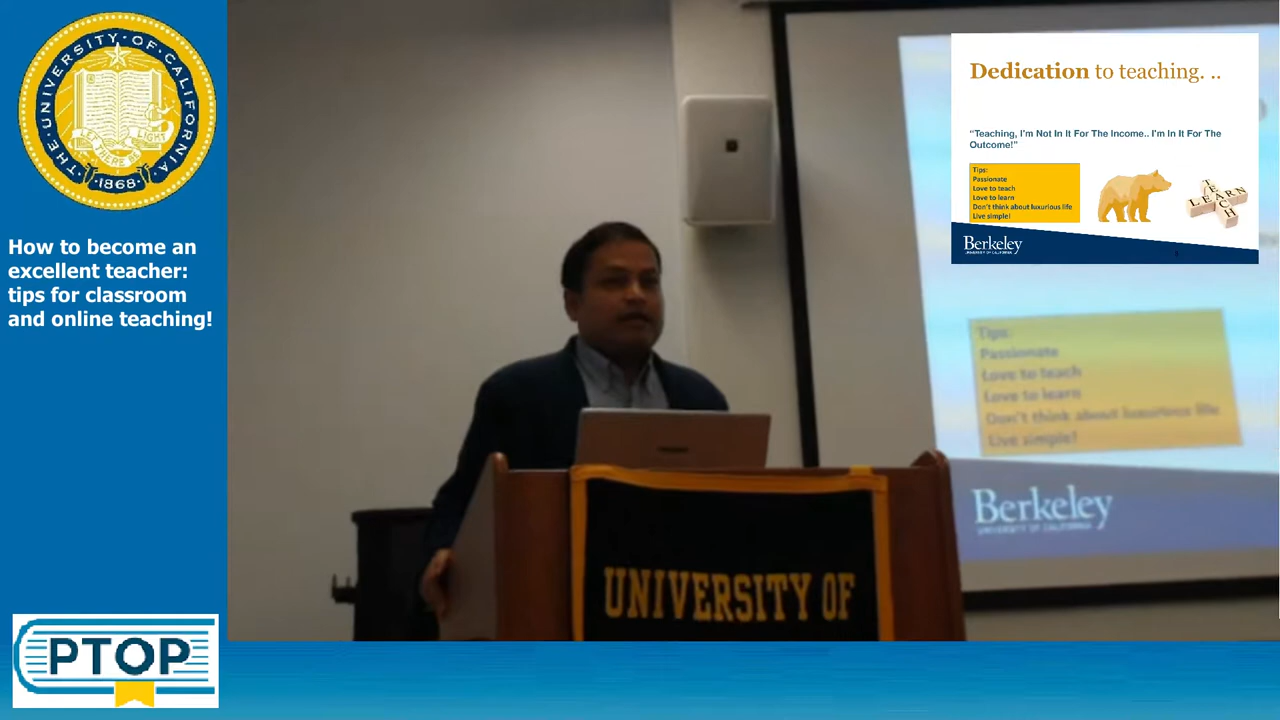 THE UNIVERSITY OF CALIFORNIA
LET THERE BE LIGHT
1868
How to become an
excellent teacher:
tips for classroom
and online teaching!
PTOP
Dedication to teaching. ..
“Teaching, I'm Not In It For The Income.. I'm In It For The
Outcome!”
Tips:
Passionate
Love to teach
Love to learn
Don't think about luxurious life
Live simple!
TEACH
LEARN
Berkeley
UNIVERSITY OF CALIFORNIA
Tips:
Passionate
Love to teach
Love to learn
Don't think about luxurious life
Live simple!
Berkeley
UNIVERSITY OF CALIFORNIA
UNIVERSITY OF